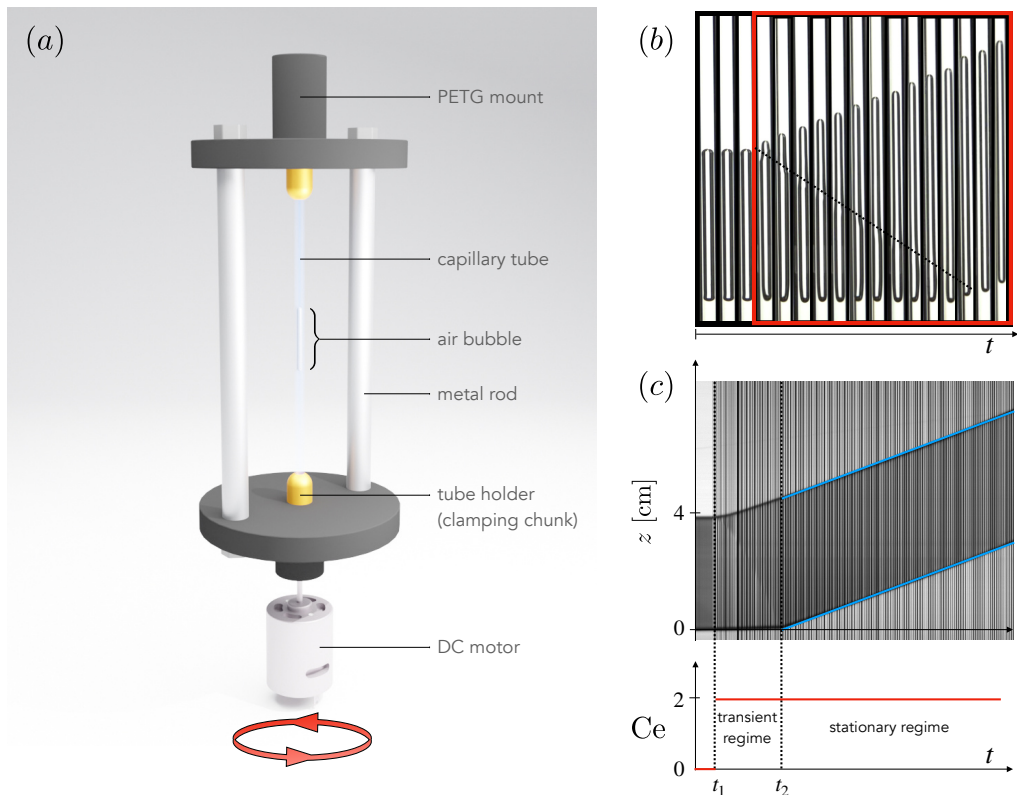 (a)
PETG mount
capillary tube
air bubble
metal rod
tube holder
(clamping chunk)
DC motor
(b)
t
(c)
z [cm]
4
0
Ce
2
0
transient
regime
stationary regime
t
t1
t2